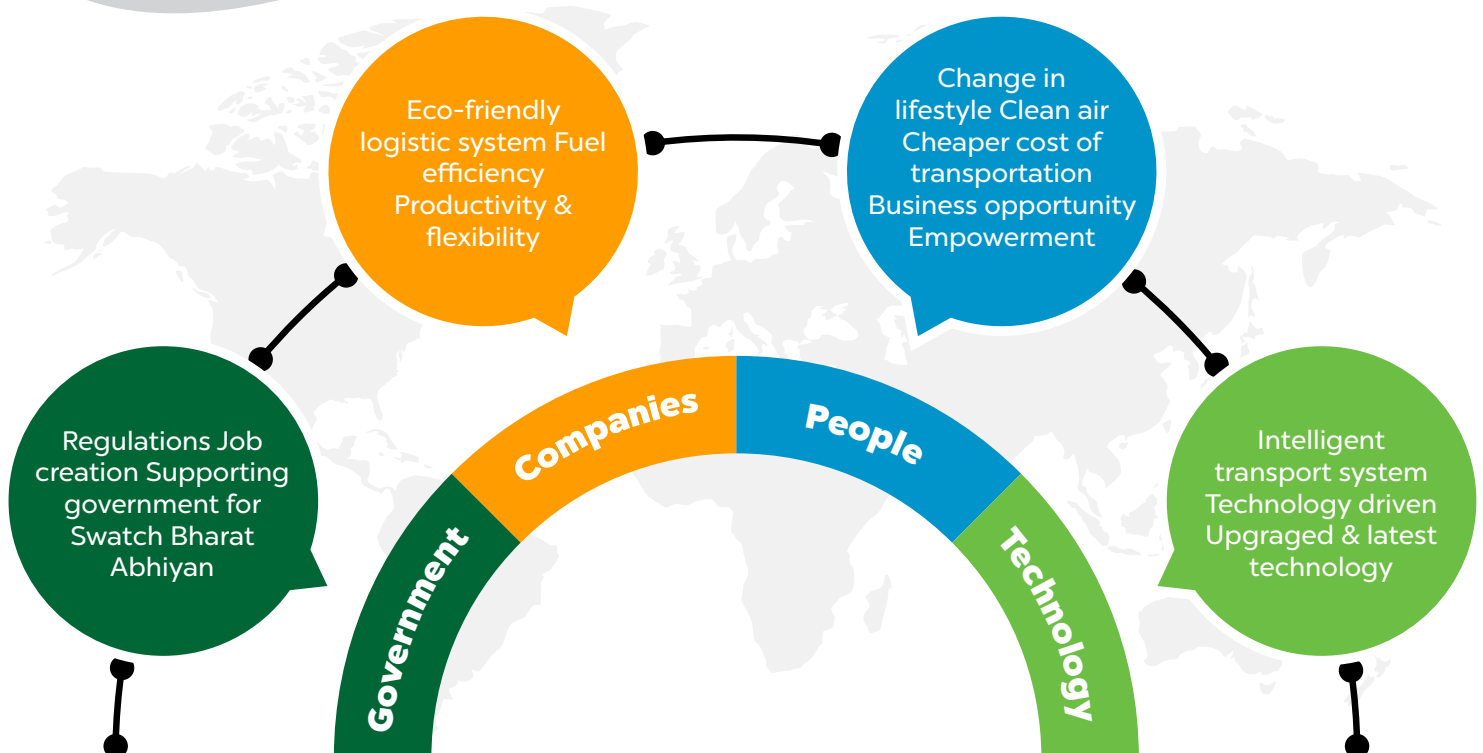 Eco-friendly
logistic system Fuel
efficiency
Productivity &
flexibility
Change in
lifestyle Clean air
Cheaper cost of
transportation
Business opportunity
Empowerment
Regulations Job
creation Supporting
government for
Swatch Bharat
Abhiyan
Intelligent
transport system
Technology driven
Upgraged & latest
technology
Government
Companies
People
Technology